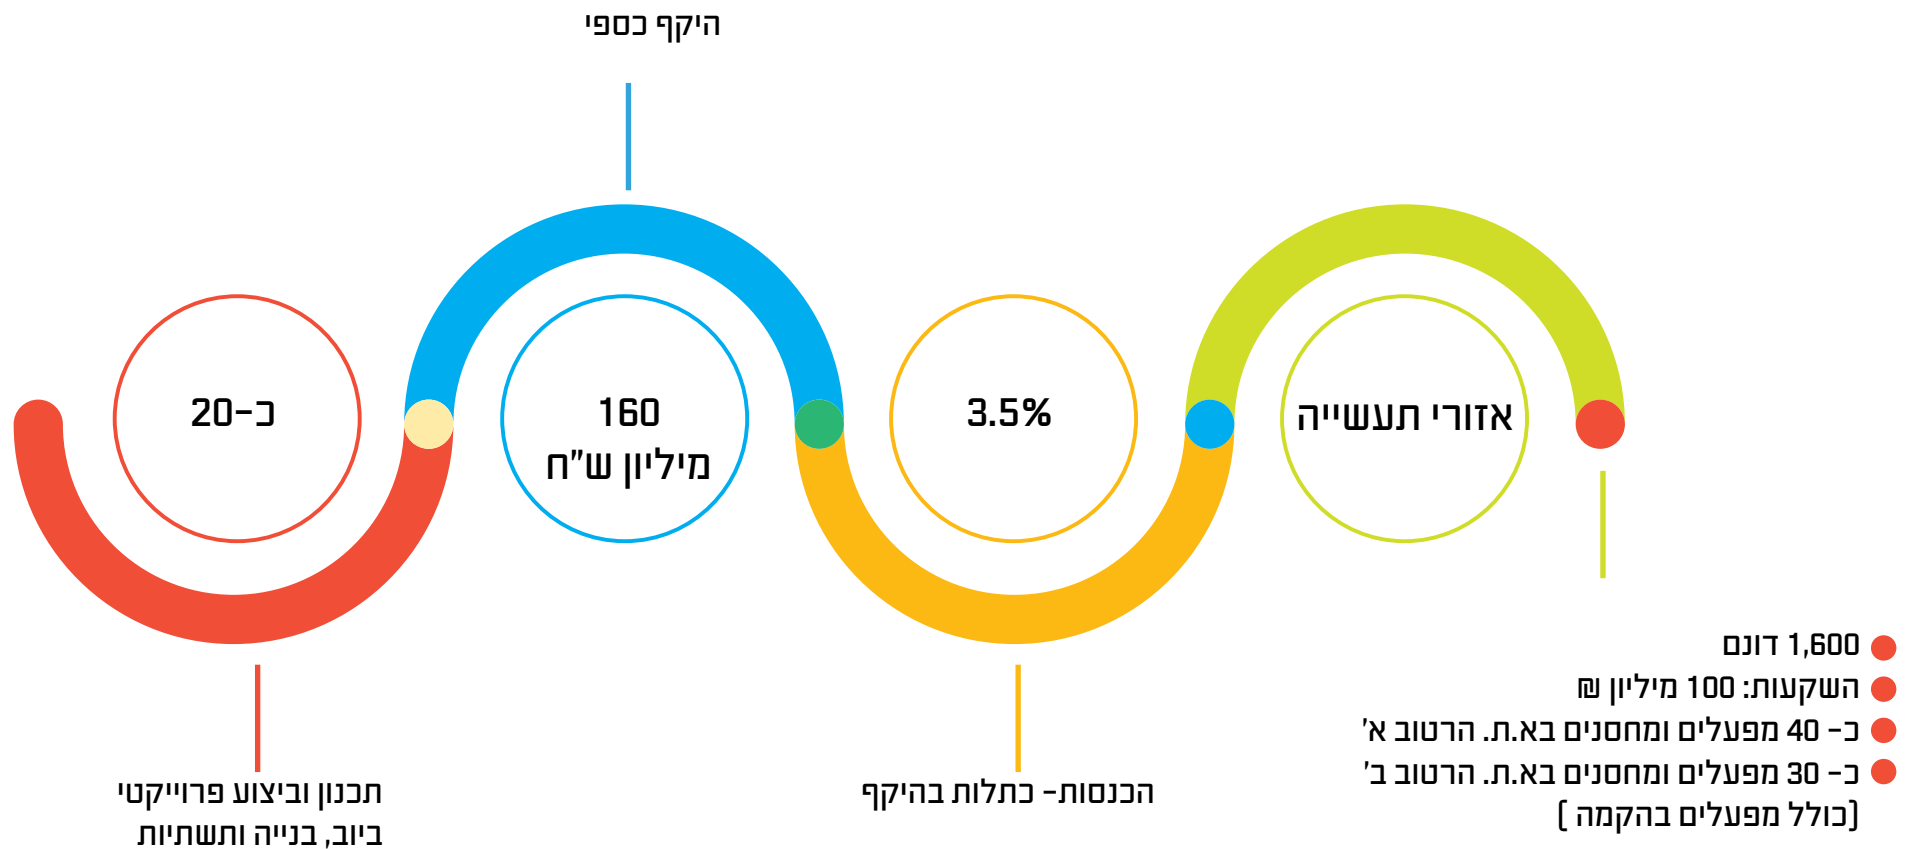 היקף כספי
אזורי תעשייה
3.5%
160
מיליון ש"ח
כ-20
1,600 דונם
השקעות: 100 מיליון ₪
כ- 40 מפעלים ומחסנים בא.ת. הרטוב א'
כ- 30 מפעלים ומחסנים בא.ת. הרטוב ב'
(כולל מפעלים בהקמה )
הכנסות- כתלות בהיקף
תכנון וביצוע פרוייקטי
ביוב, בנייה ותשתיות